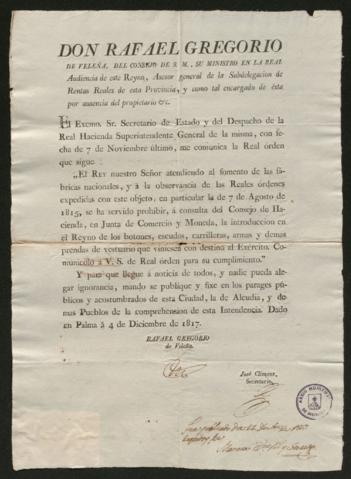 DON RAFAEL GREGORIO
DE VELEÑA, DEL CONSEJO DE S. M., SU MINISTRO EN LA REAL
Audiencia de este Reyno, Asesor general de la Subdelegacion de
Rentas Reales de esta Provincia, y como tal encargado de ésta
por ausencia del propietario &c.
El Excmo. Sr. Secretario de Estado y del Despacho de la
Real Hacienda Superintendente General de la misma, con fe-
cha de 7 de Noviembre último, me comunica la Real órden
que sigue.
„El REY nuestro Señor atendiendo al fomento de las fá-
bricas nacionales, y á la observancia de las Reales órdenes
expedidas con este objeto, en particular la de 7 de Agosto de
1815, se ha servido prohibir, á consulta del Consejo de Ha-
cienda, en Junta de Comercio y Moneda, la introduccion en
el Reyno de los botones, escudos, carrilleras, armas y demas
prendas de vestuario que viniesen con destino al Exército. Co-
munícolo á V. S. de Real órden para su cumplimiento."
Y para que llegue á noticia de todos, y nadie pueda ale-
gar ignorancia, mando se publique y fixe en los parages públi-
cos y acostumbrados de esta Ciudad, la de Alcudia, y de-
mas Pueblos de la comprehension de esta Intendencia. Dado
en Palma á 4 de Diciembre de 1817.
RAFAEL GREGORIO
de Veleña.
José Climent,
Secretario.